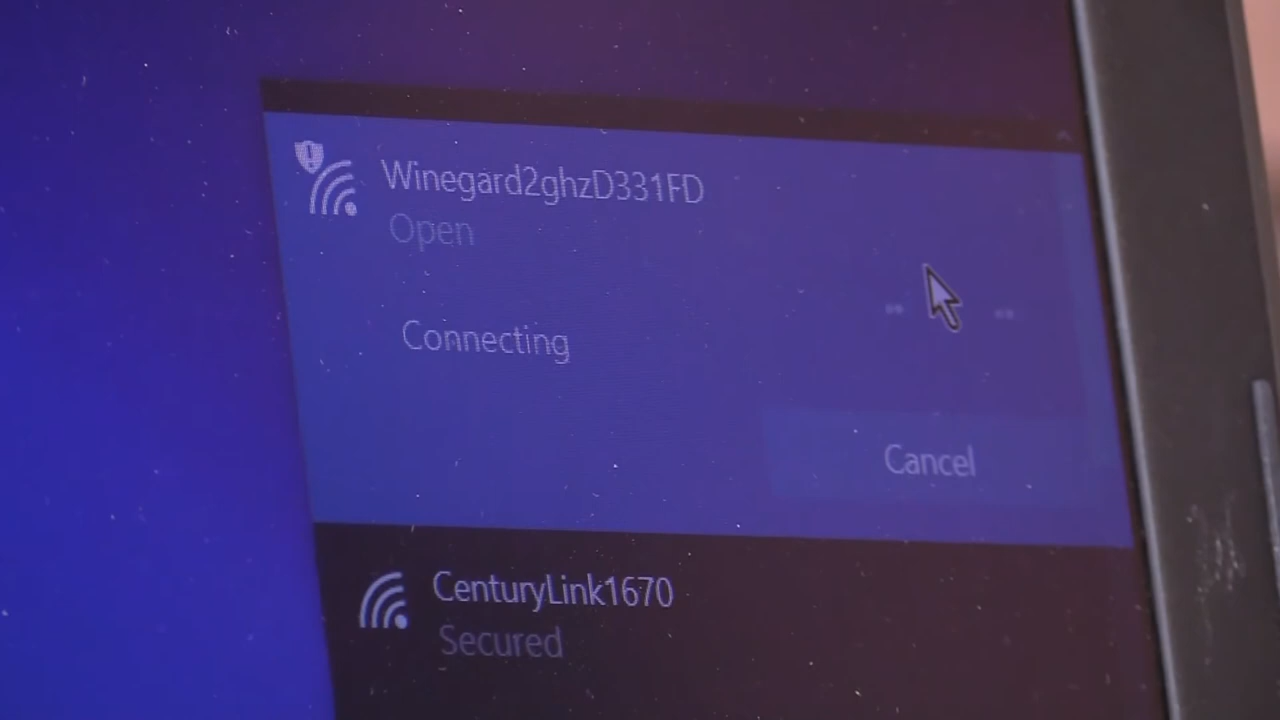 Winegard2ghzD331FD
Open
Connecting
Cancel
CenturyLink1670
Secured